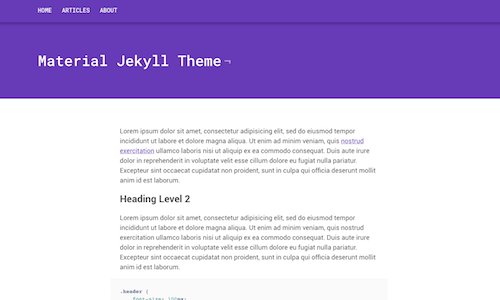 HOME ARTICLES ABOUT
Material Jekyll Theme¬
Lorem ipsum dolor sit amet, consectetur adipisicing elit, sed do eiusmod tempor
incididunt ut labore et dolore magna aliqua. Ut enim ad minim veniam, quis nostrud
exercitation ullamco laboris nisi ut aliquip ex ea commodo consequat. Duis aute irure
dolor in reprehenderit in voluptate velit esse cillum dolore eu fugiat nulla pariatur.
Excepteur sint occaecat cupidatat non proident, sunt in culpa qui officia deserunt mollit
anim id est laborum.
Heading Level 2
Lorem ipsum dolor sit amet, consectetur adipisicing elit, sed do eiusmod tempor
incididunt ut labore et dolore magna aliqua. Ut enim ad minim veniam, quis nostrud
exercitation ullamco laboris nisi ut aliquip ex ea commodo consequat. Duis aute irure
dolor in reprehenderit in voluptate velit esse cillum dolore eu fugiat nulla pariatur.
Excepteur sint occaecat cupidatat non proident, sunt in culpa qui officia deserunt mollit
anim id est laborum.
.header {